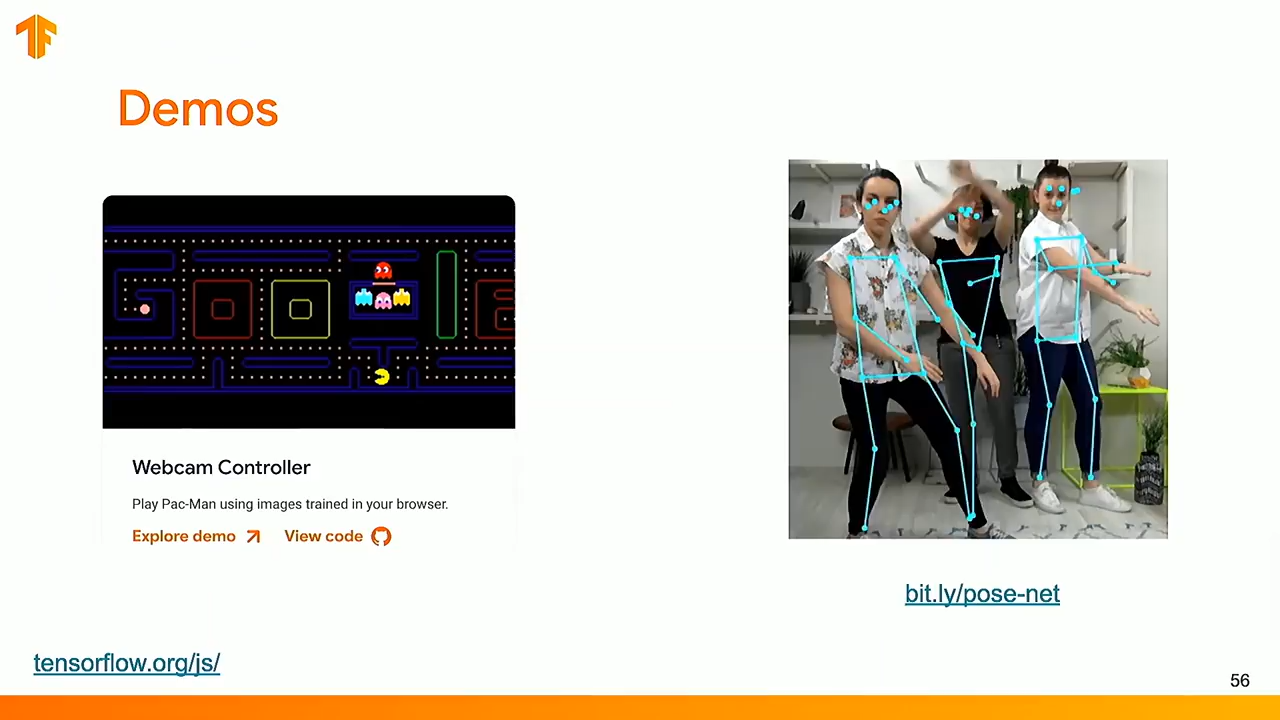 Demos
Webcam Controller
Play Pac-Man using images trained in your browser.
Explore demo
View code
bit.ly/pose-net
tensorflow.org/js/
56